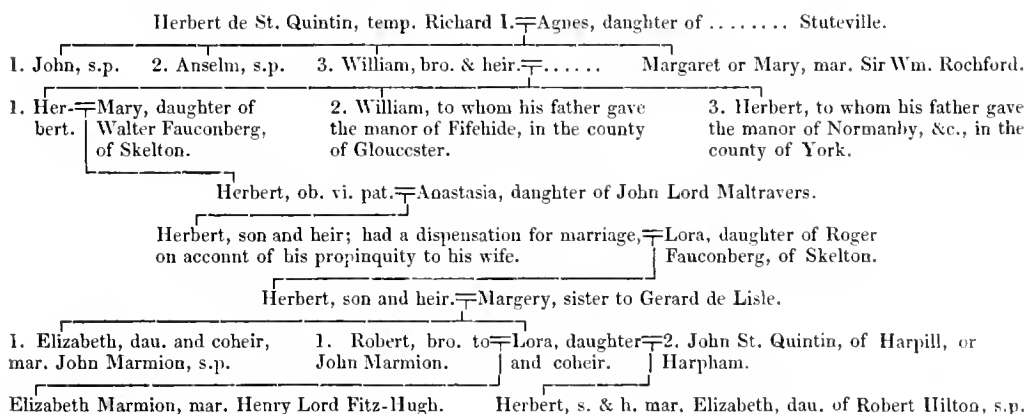 Herbert de St. Quintin, temp. Richard I.╤Agnes, daughter of ........ Stuteville.
1. John, s.p. 2. Anselm, s.p. 3. William, bro. & heir.╤...... Margaret or Mary, mar. Sir Wm. Rochford.
1. Her-╤Mary, daughter of 2. William, to whom his father gave 3. Herbert, to whom his father gave
bert. Walter Fauconberg, the manor of Fifehide, in the county the manor of Normanby, &c., in the
of Skelton. of Gloucester. county of York.
Herbert, ob. vi. pat.╤Anastasia, daughter of John Lord Maltravers.
Herbert, son and heir; had a dispensation for marriage,╤Lora, daughter of Roger
on account of his propinquity to his wife. Fauconberg, of Skelton.
Herbert, son and heir.╤Margery, sister to Gerard de Lisle.
1. Elizabeth, dau. and coheir, 1. Robert, bro. to╤Lora, daughter╤2. John St. Quintin, of Harpill, or
mar. John Marmion, s.p. John Marmion. and coheir. Harpham.
Elizabeth Marmion, mar. Henry Lord Fitz-Hugh. Herbert, s. & h. mar. Elizabeth, dau. of Robert Hilton, s.p.